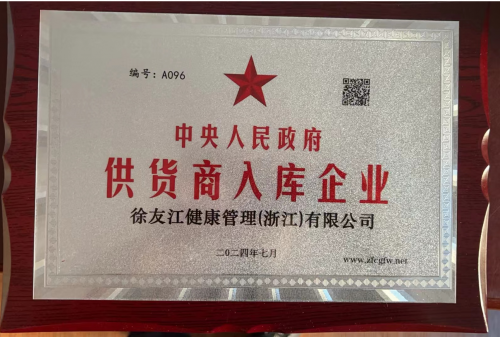 编号：A096
中央人民政府
供货商入库企业
徐友江健康管理(浙江)有限公司
二〇二四年七月
www.zfcgfw.net